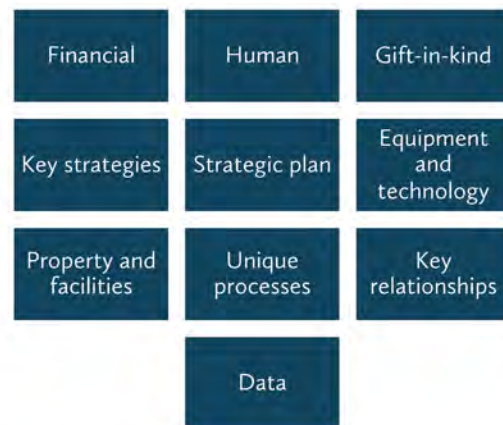 Financial
Human
Gift-in-kind
Key strategies
Strategic plan
Equipment
and
technology
Property and
facilities
Unique
processes
Key
relationships
Data